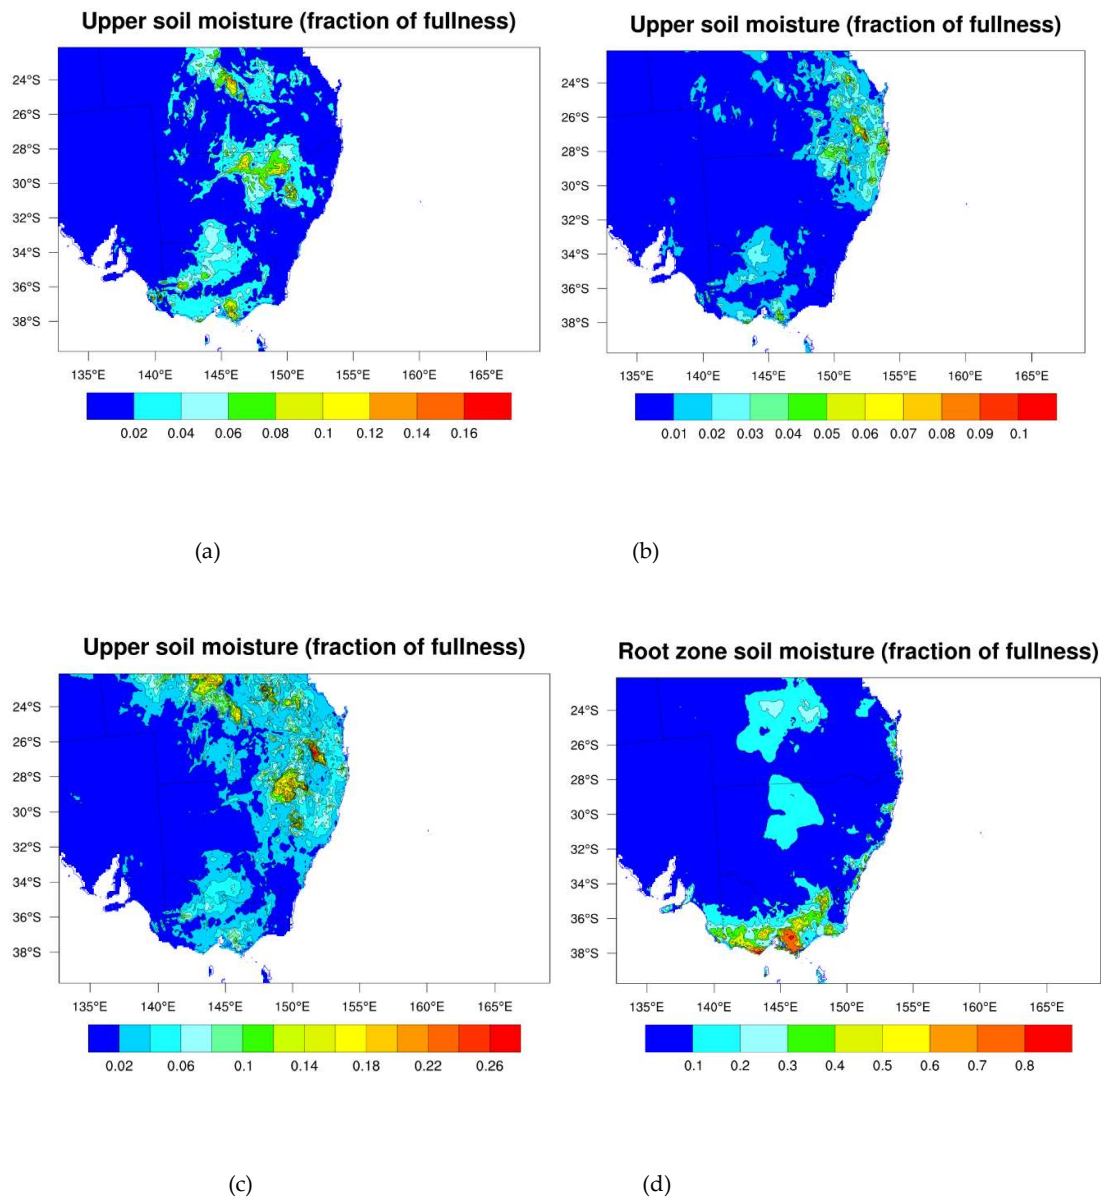 Upper soil moisture (fraction of fullness)
24°S
26°S
28°S
30°S
32°S
34°S
36°S
38°S
135°E 140°E 145°E 150°E 155°E 160°E 165°E
0.02 0.04 0.06 0.08 0.1 0.12 0.14 0.16
(a)
Upper soil moisture (fraction of fullness)
24°S
26°S
28°S
30°S
32°S
34°S
36°S
38°S
135°E 140°E 145°E 150°E 155°E 160°E 165°E
0.01 0.02 0.03 0.04 0.05 0.06 0.07 0.08 0.09 0.1
(b)
Upper soil moisture (fraction of fullness)
24°S
26°S
28°S
30°S
32°S
34°S
36°S
38°S
135°E 140°E 145°E 150°E 155°E 160°E 165°E
0.02 0.06 0.1 0.14 0.18 0.22 0.26
(c)
Root zone soil moisture (fraction of fullness)
24°S
26°S
28°S
30°S
32°S
34°S
36°S
38°S
135°E 140°E 145°E 150°E 155°E 160°E 165°E
0.1 0.2 0.3 0.4 0.5 0.6 0.7 0.8
(d)